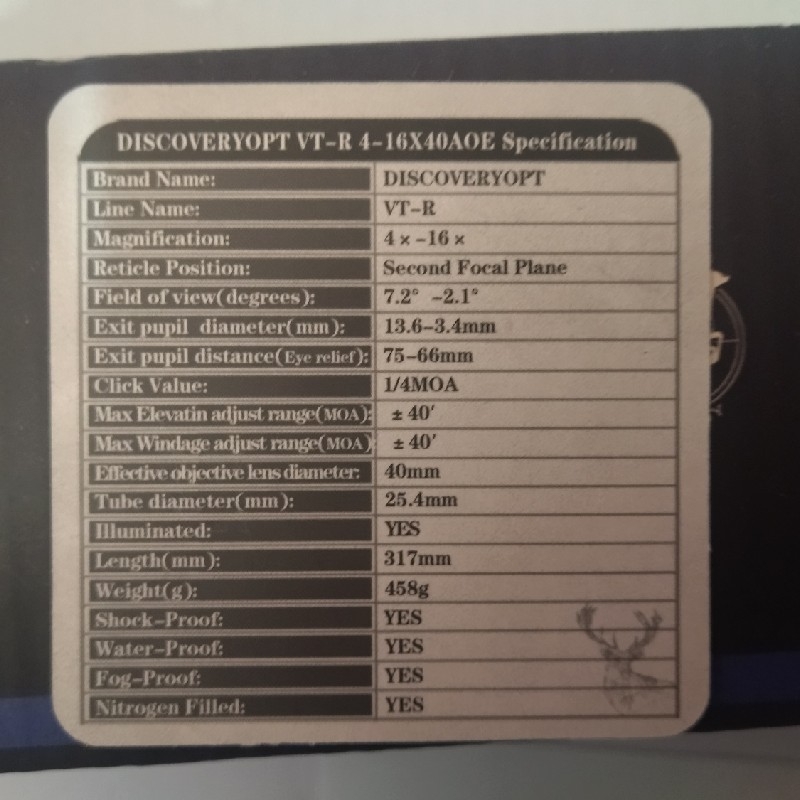 DISCOVERYOPT VT-R 4-16X40AOE Specification
Brand Name: DISCOVERYOPT
Line Name: VT-R
Magnification: 4×-16×
Reticle Position: Second Focal Plane
Field of view(degrees): 7.2° -2.1°
Exit pupil diameter(mm): 13.6-3.4mm
Exit pupil distance(Eye relief): 75-66mm
Click Value: 1/4MOA
Max Elevatin adjust range(MOA): ±40′
Max Windage adjust range(MOA) ±40′
Effective objective lens diameter: 40mm
Tube diameter(mm): 25.4mm
Illuminated: YES
Length(mm): 317mm
Weight(g): 458g
Shock-Proof: YES
Water-Proof: YES
Fog-Proof: YES
Nitrogen Filled: YES